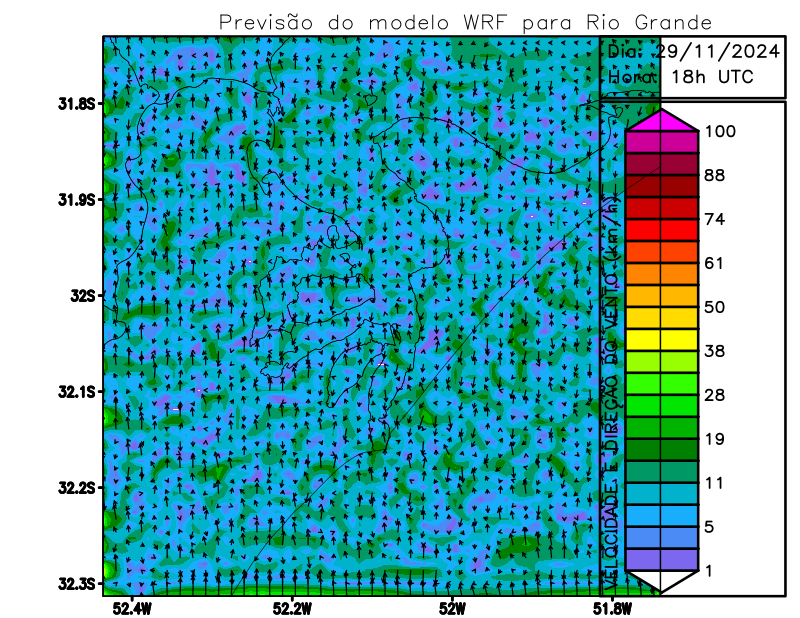 Previsão do modelo WRF para Rio Grande
Dia: 29/11/2024
Hora: 18h UTC
31.8S
31.9S
32S
32.1S
32.2S
32.3S
52.4W
52.2W
52W
51.8W
VELOCIDADE E DIREÇÃO DO VENTO (km/h)
100
88
74
61
50
38
28
19
11
5
1